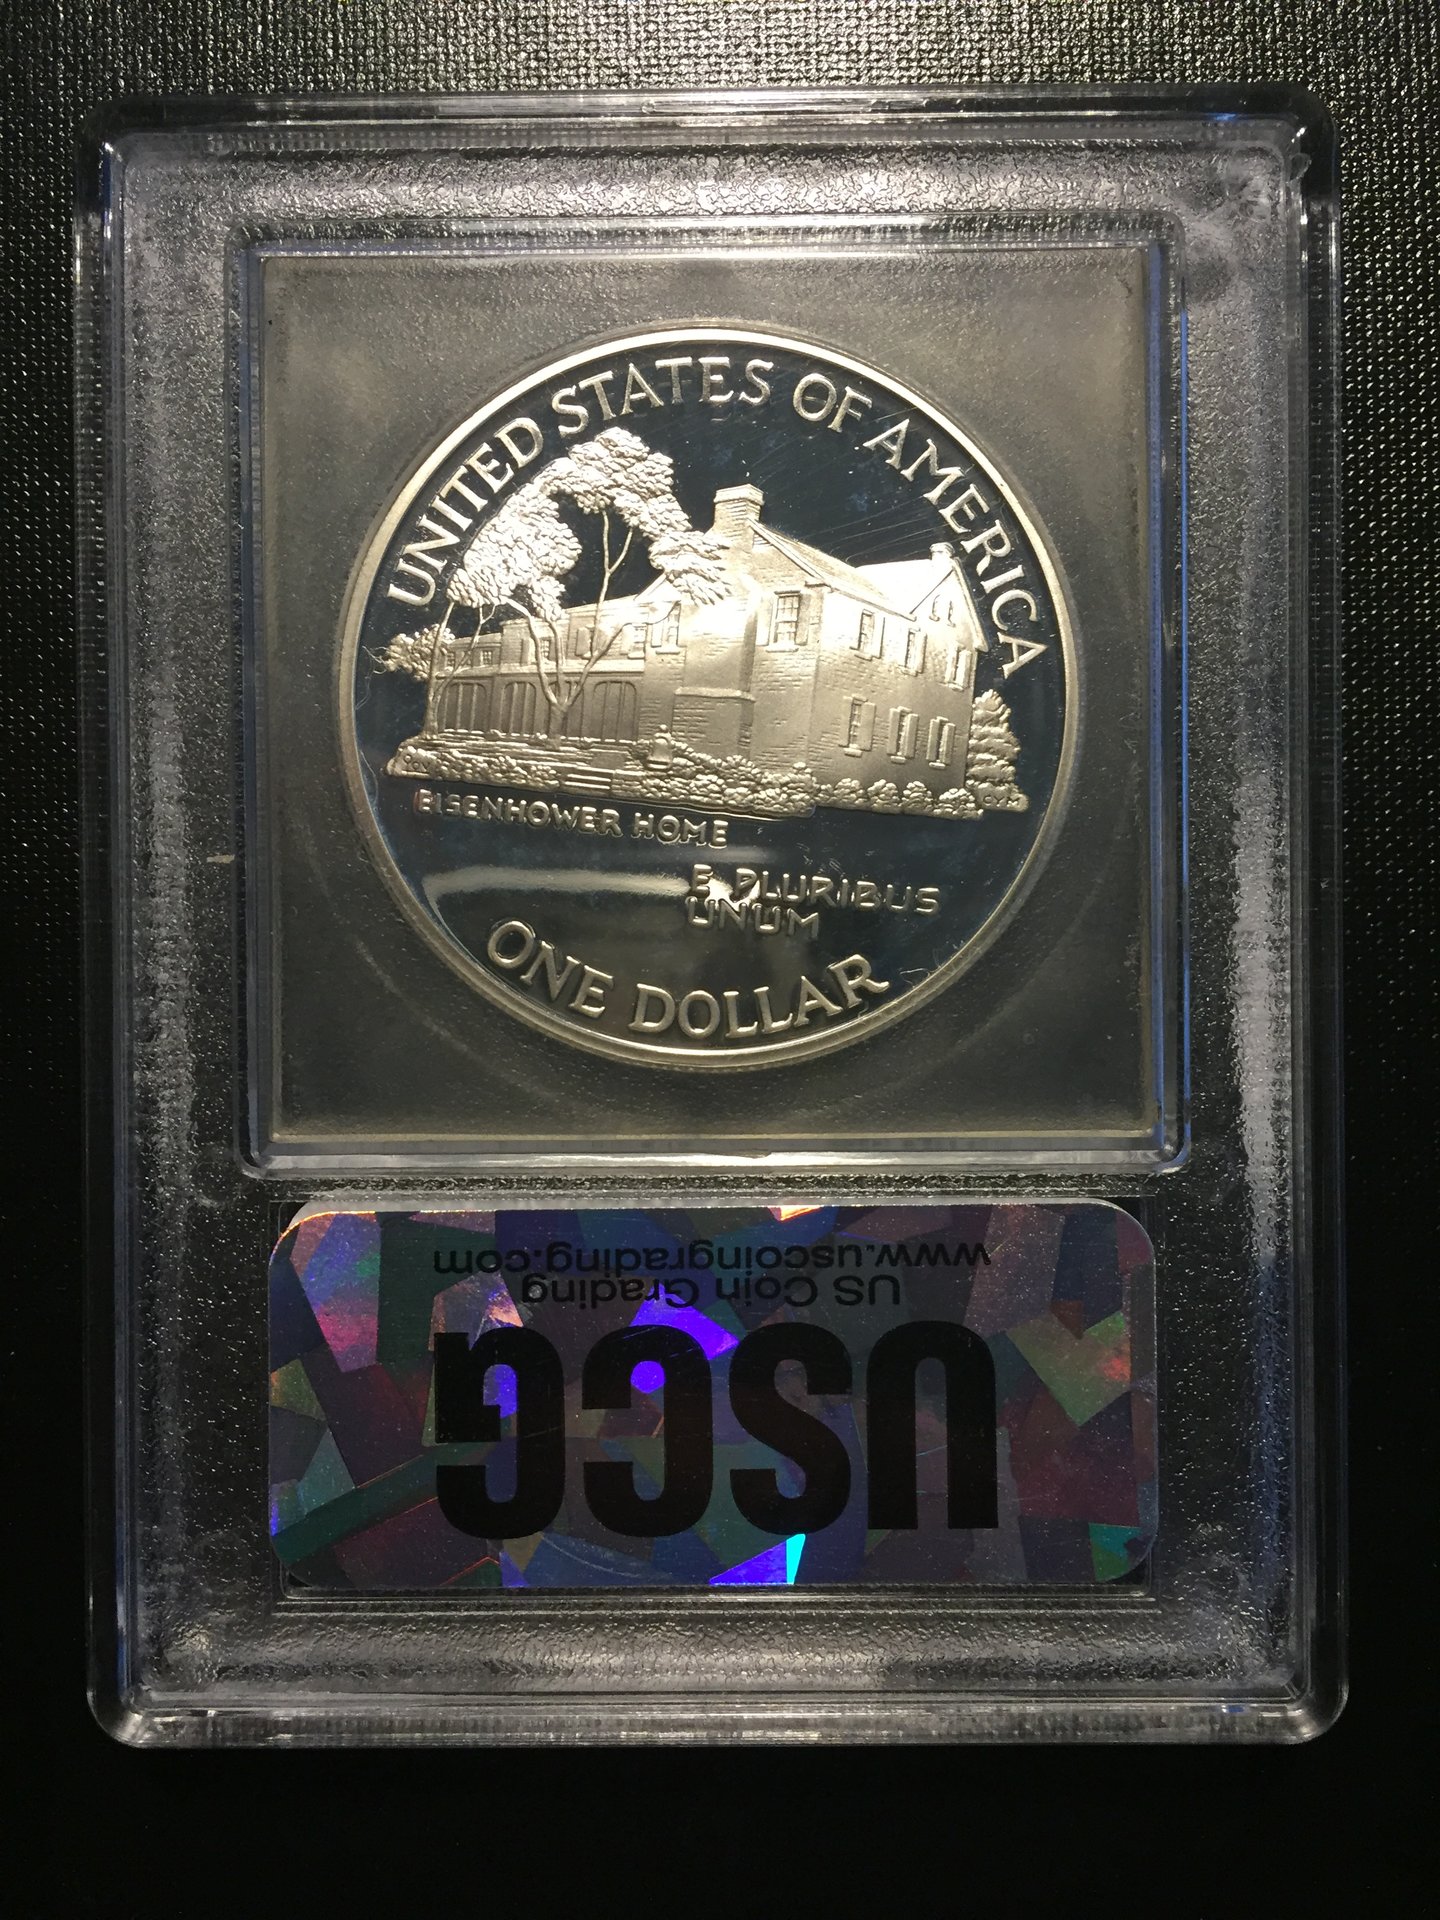 UNITED STATES OF AMERICA
EISENHOWER HOME
E PLURIBUS
UNUM
ONE DOLLAR
USCG
US Coin Grading
www.uscoingrading.com